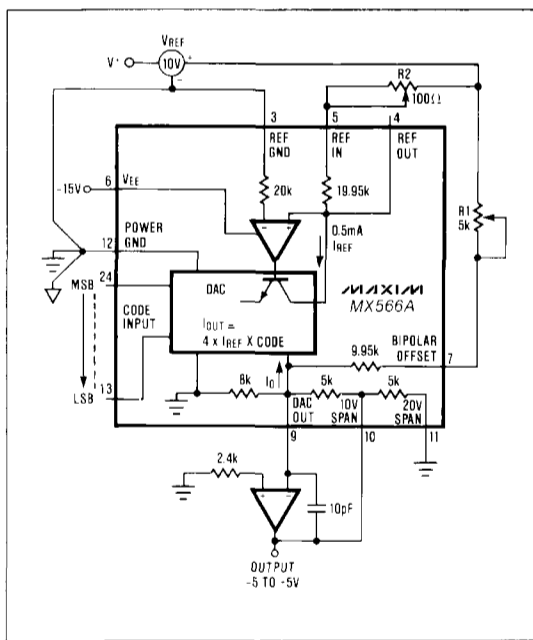 VREF
V+
10V
+
−
R2
100Ω
3
5
4
REF
GND
REF
IN
REF
OUT
6
VEE
-15V
20k
19.95k
0.5mA
IREF
R1
5k
12
POWER
GND
24
MSB
DAC
MAXIM
MX566A
CODE
INPUT
IOUT =
4 x IREF X CODE
BIPOLAR
OFFSET
7
9.95k
IO
13
LSB
8k
5k
5k
DAC
OUT
10V
SPAN
20V
SPAN
9
10
11
2.4k
10pF
OUTPUT
-5 TO -5V